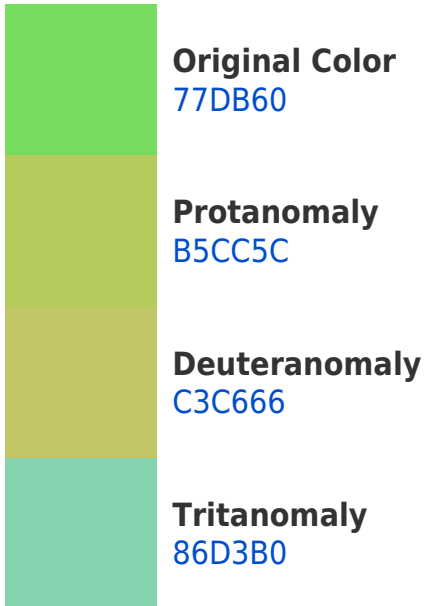 Original Color
77DB60
Protanomaly
B5CC5C
Deuteranomaly
C3C666
Tritanomaly
86D3B0